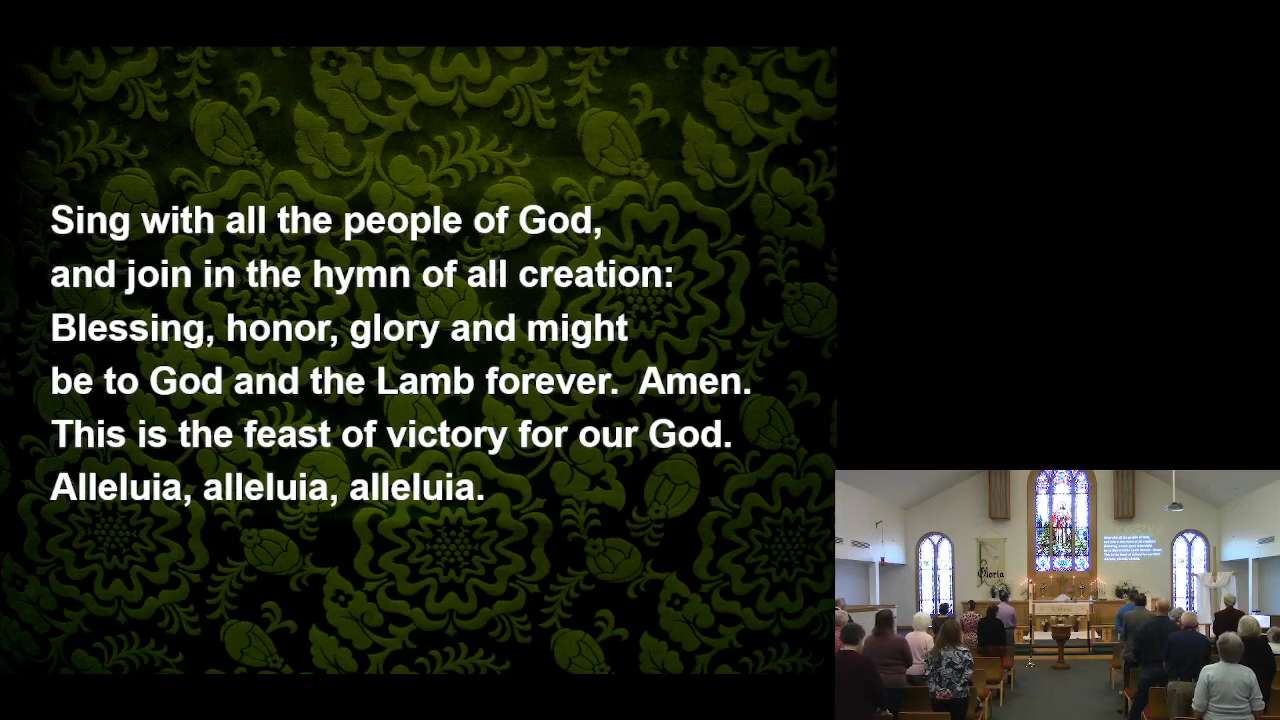 Sing with all the people of God,
and join in the hymn of all creation:
Blessing, honor, glory and might
be to God and the Lamb forever.  Amen.
This is the feast of victory for our God.
Alleluia, alleluia, alleluia.
Gloria